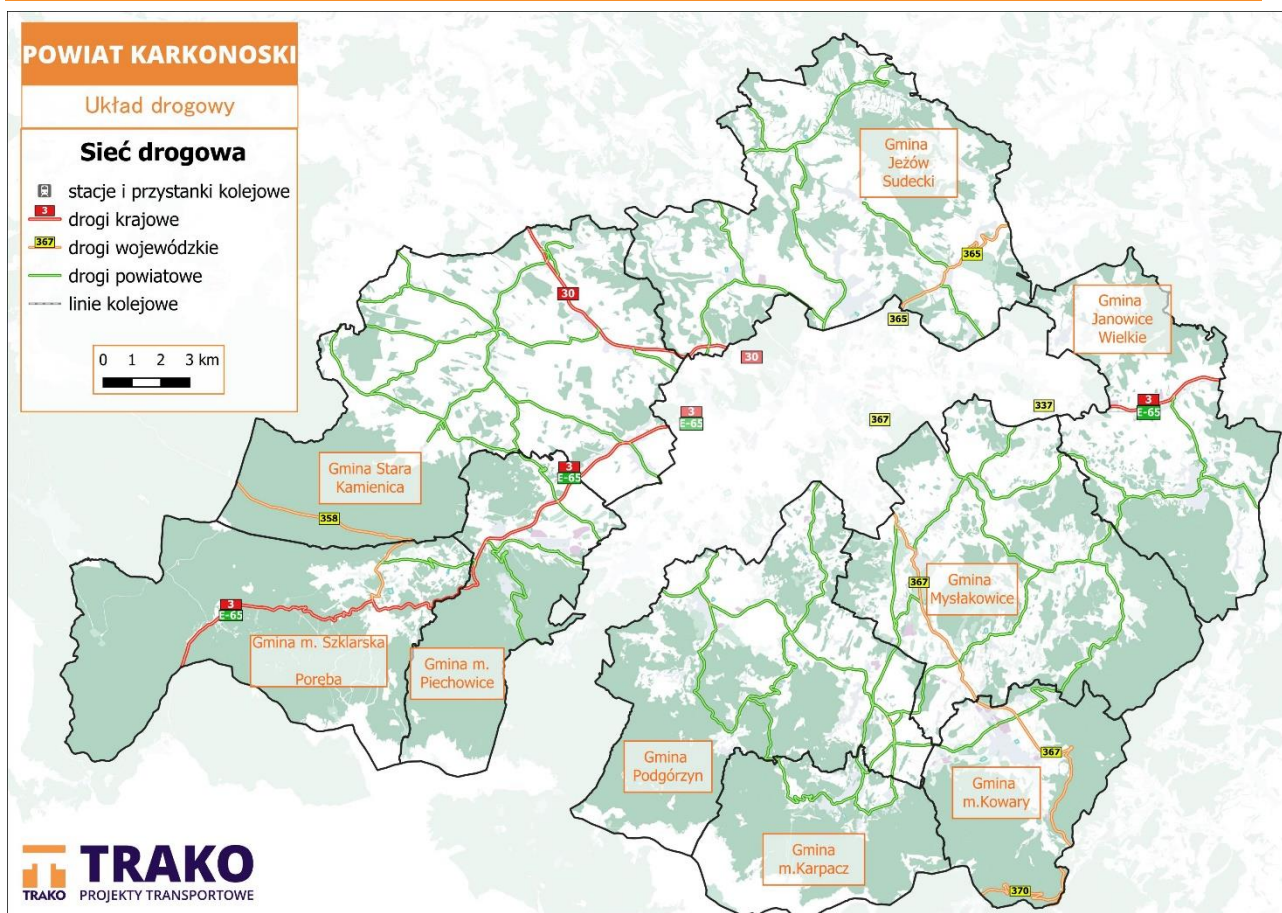 POWIAT KARKONOSKI
Układ drogowy
Sieć drogowa
stacje i przystanki kolejowe
3
drogi krajowe
367
drogi wojewódzkie
drogi powiatowe
linie kolejowe
0 1 2 3 km
Gmina
Jeżów
Sudecki
365
30
Gmina
Janowice
Wielkie
365
30
3
E-65
337
3
E-65
367
Gmina Stara
Kamienica
3
E-65
358
367
Gmina
Mysłakowice
3
E-65
Gmina m. Szklarska
Poręba
Gmina m.
Piechowice
Gmina
Podgórzyn
367
Gmina
m.Kowary
Gmina
m.Karpacz
370
TRAKO
TRAKO
PROJEKTY TRANSPORTOWE